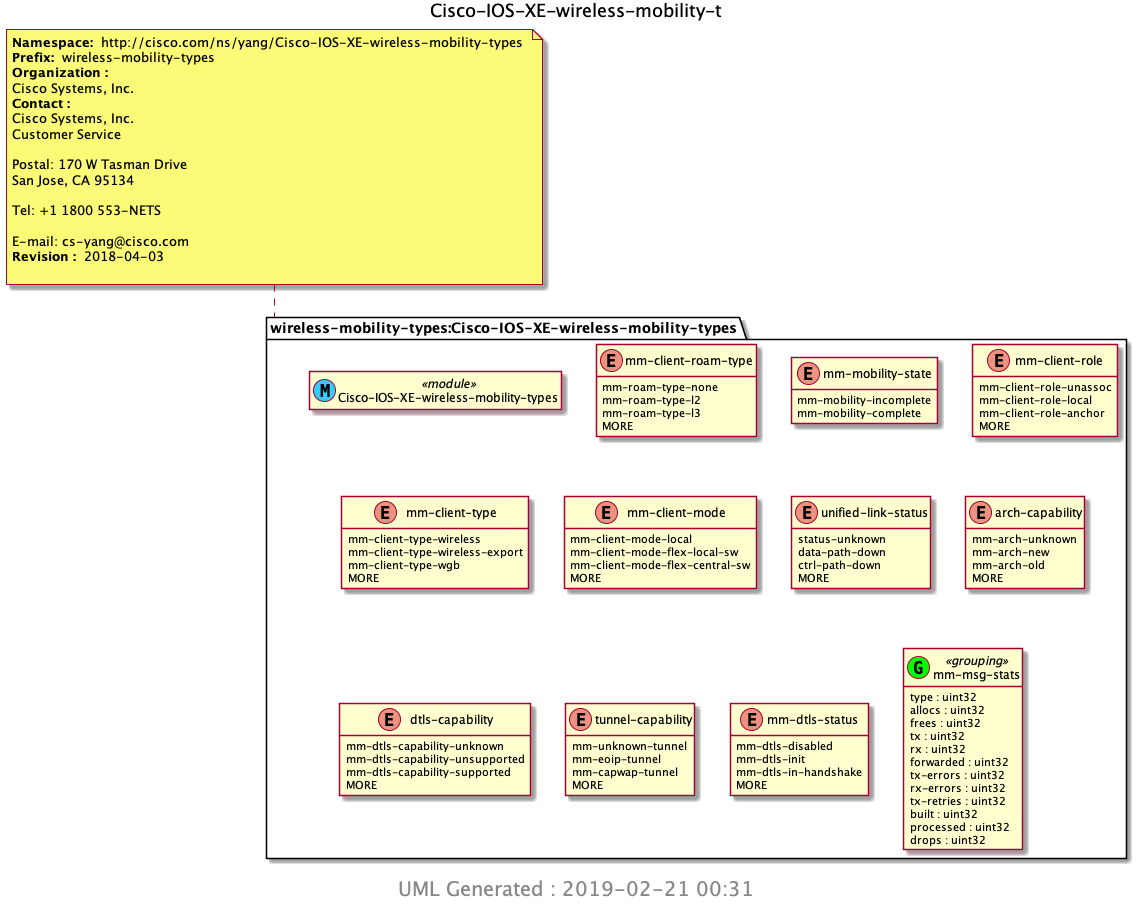 Cisco-IOS-XE-wireless-mobility-t
Namespace: http://cisco.com/ns/yang/Cisco-IOS-XE-wireless-mobility-types
Prefix: wireless-mobility-types
Organization :
Cisco Systems, Inc.
Contact :
Cisco Systems, Inc.
Customer Service
Postal: 170 W Tasman Drive
San Jose, CA 95134
Tel: +1 1800 553-NETS
E-mail: cs-yang@cisco.com
Revision : 2018-04-03
wireless-mobility-types:Cisco-IOS-XE-wireless-mobility-types
M
«module»
Cisco-IOS-XE-wireless-mobility-types
E mm-client-roam-type
mm-roam-type-none
mm-roam-type-l2
mm-roam-type-l3
MORE
E mm-mobility-state
mm-mobility-incomplete
mm-mobility-complete
E mm-client-role
mm-client-role-unassoc
mm-client-role-local
mm-client-role-anchor
MORE
E mm-client-type
mm-client-type-wireless
mm-client-type-wireless-export
mm-client-type-wgb
MORE
E mm-client-mode
mm-client-mode-local
mm-client-mode-flex-local-sw
mm-client-mode-flex-central-sw
MORE
E unified-link-status
status-unknown
data-path-down
ctrl-path-down
MORE
E arch-capability
mm-arch-unknown
mm-arch-new
mm-arch-old
MORE
E dtls-capability
mm-dtls-capability-unknown
mm-dtls-capability-unsupported
mm-dtls-capability-supported
MORE
E tunnel-capability
mm-unknown-tunnel
mm-eoip-tunnel
mm-capwap-tunnel
MORE
E mm-dtls-status
mm-dtls-disabled
mm-dtls-init
mm-dtls-in-handshake
MORE
G
«grouping»
mm-msg-stats
type : uint32
allocs : uint32
frees : uint32
tx : uint32
rx : uint32
forwarded : uint32
tx-errors : uint32
rx-errors : uint32
tx-retries : uint32
built : uint32
processed : uint32
drops : uint32
UML Generated : 2019-02-21 00:31